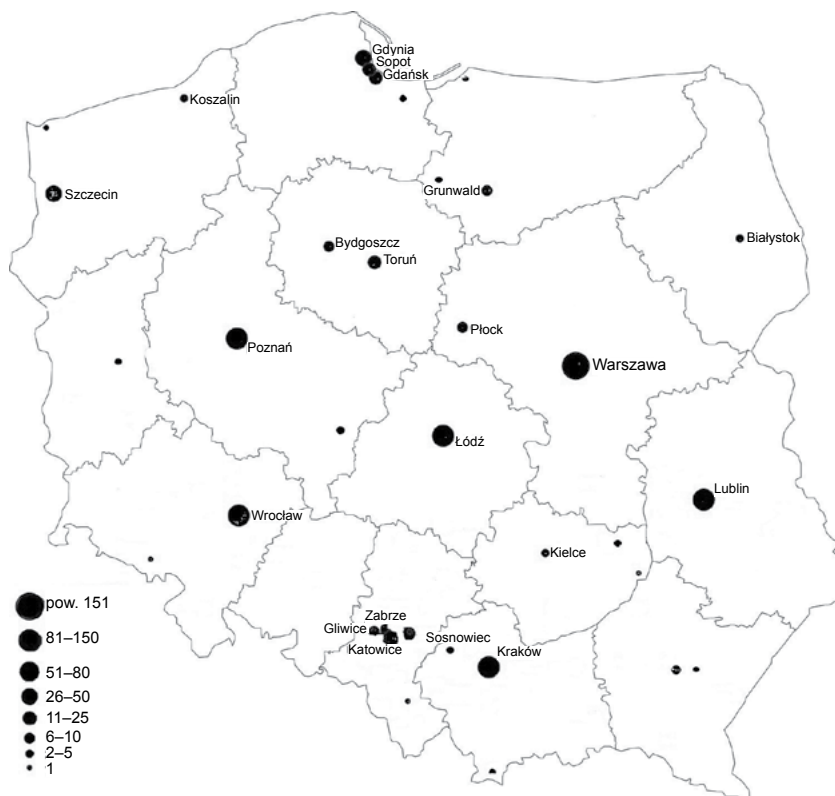 Gdynia
Sopot
Gdańsk
Koszalin
Szczecin
Grunwald
Bydgoszcz
Toruń
Białystok
Płock
Poznań
Warszawa
Łódź
Lublin
Wrocław
Kielce
pow. 151
81–150
51–80
26–50
11–25
6–10
2–5
1
Zabrze
Gliwice
Katowice
Sosnowiec
Kraków